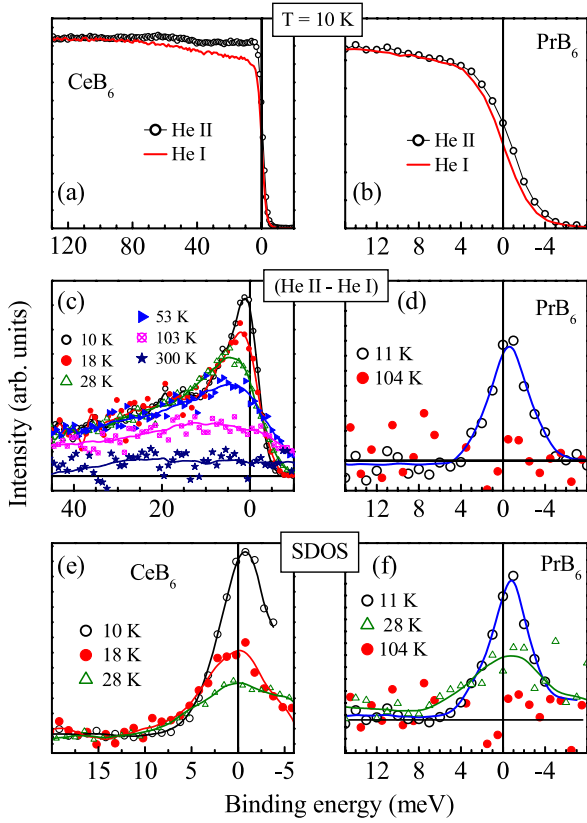 T = 10 K
CeB6
He II
He I
(a)
120 90 60 30 0
PrB6
He II
He I
(b)
12 8 4 0 -4
(He II - He I)
(c)
10 K
18 K
28 K
53 K
103 K
300 K
40 20 0
(d)
PrB6
11 K
104 K
12 8 4 0 -4
Intensity (arb. units)
SDOS
(e)
CeB6
10 K
18 K
28 K
15 10 5 0 -5
(f)
PrB6
11 K
28 K
104 K
12 8 4 0 -4
Binding energy (meV)